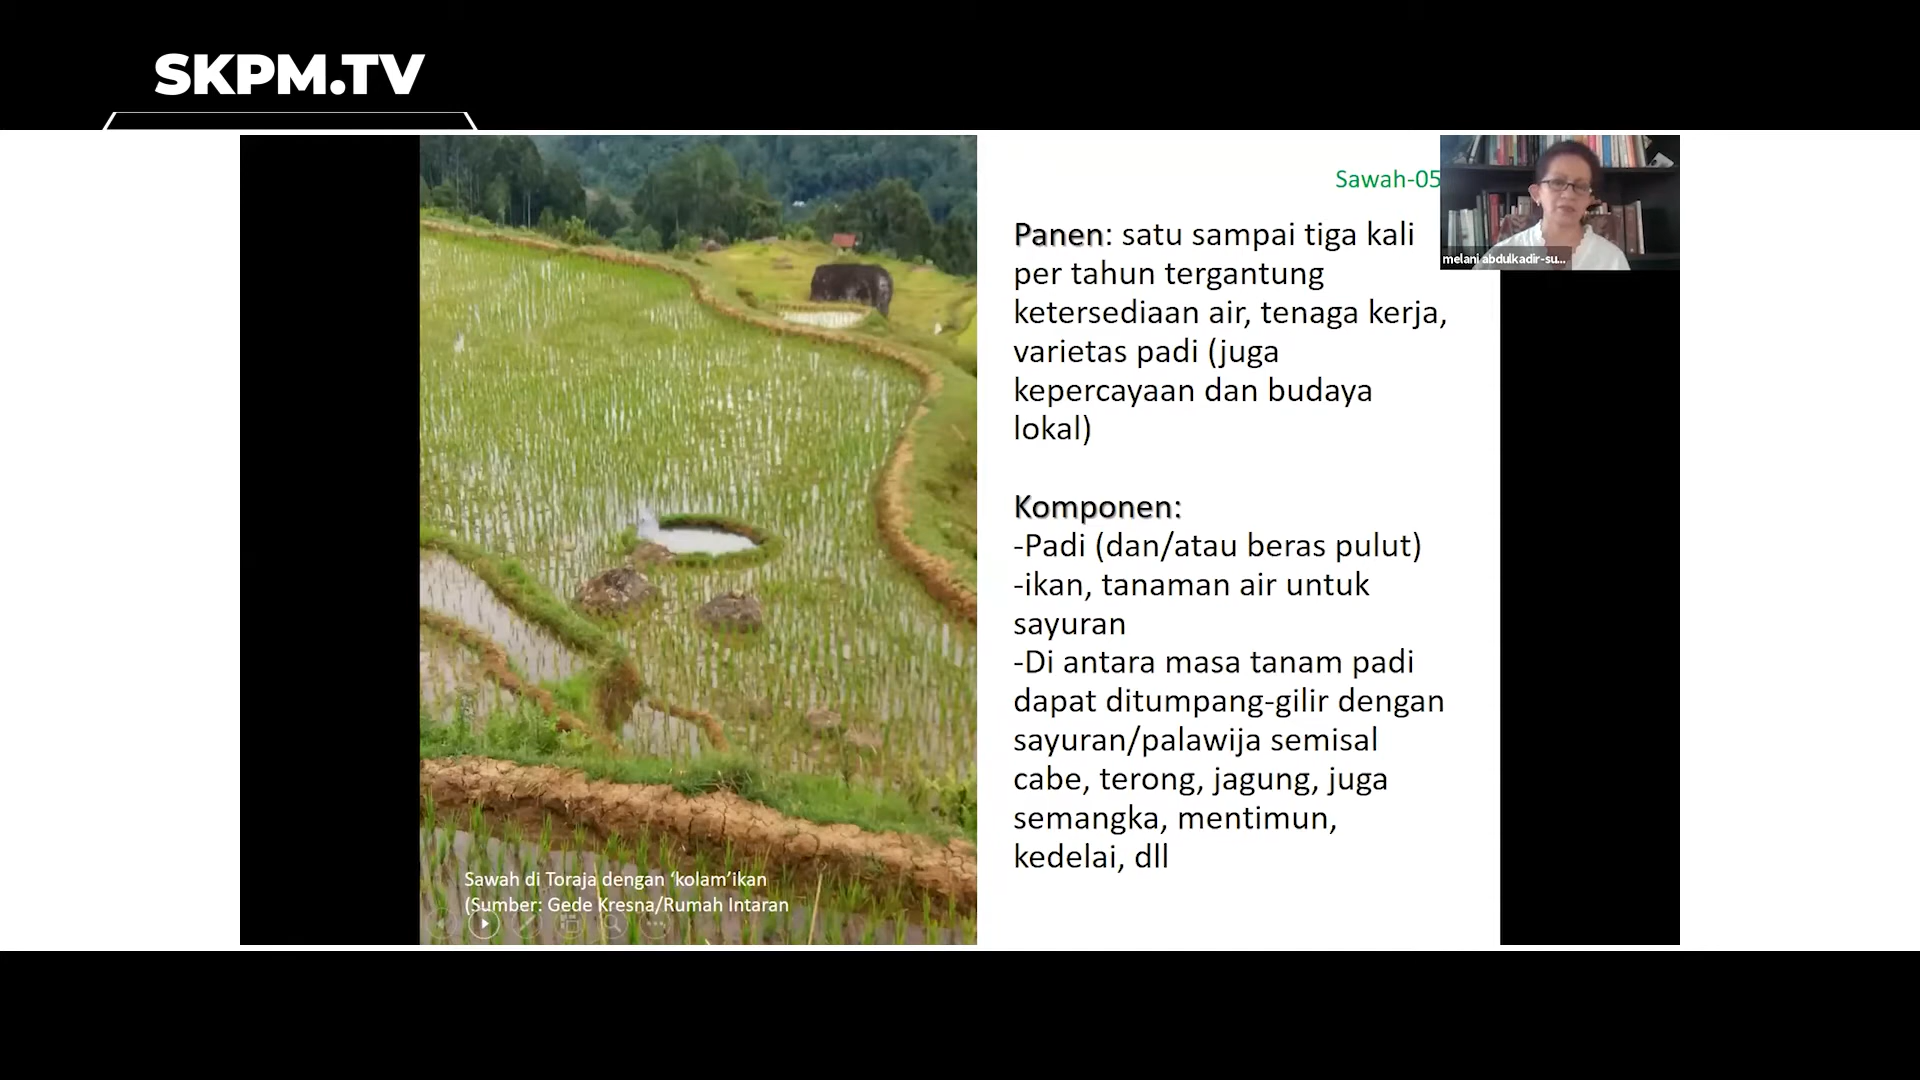 SKPM.TV
Sawah-05
melani abdulkadir-su...
Panen: satu sampai tiga kali
per tahun tergantung
ketersediaan air, tenaga kerja,
varietas padi (juga
kepercayaan dan budaya
lokal)
Komponen:
-Padi (dan/atau beras pulut)
-ikan, tanaman air untuk
sayuran
-Di antara masa tanam padi
dapat ditumpang-gilir dengan
sayuran/palawija semisal
cabe, terong, jagung, juga
semangka, mentimun,
kedelai, dll
Sawah di Toraja dengan ‘kolam’ikan
(Sumber: Gede Kresna/Rumah Intaran